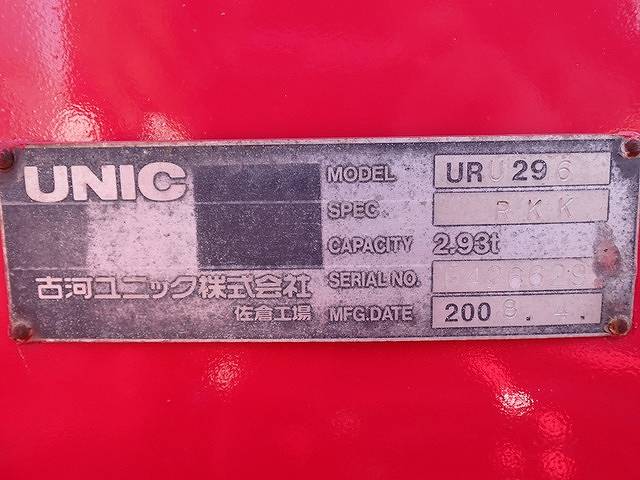 UNIC
MODEL URU296
SPEC RKK
CAPACITY 2.93t
古河ユニック株式会社
SERIAL NO.
佐倉工場
MFG.DATE 2008.4.